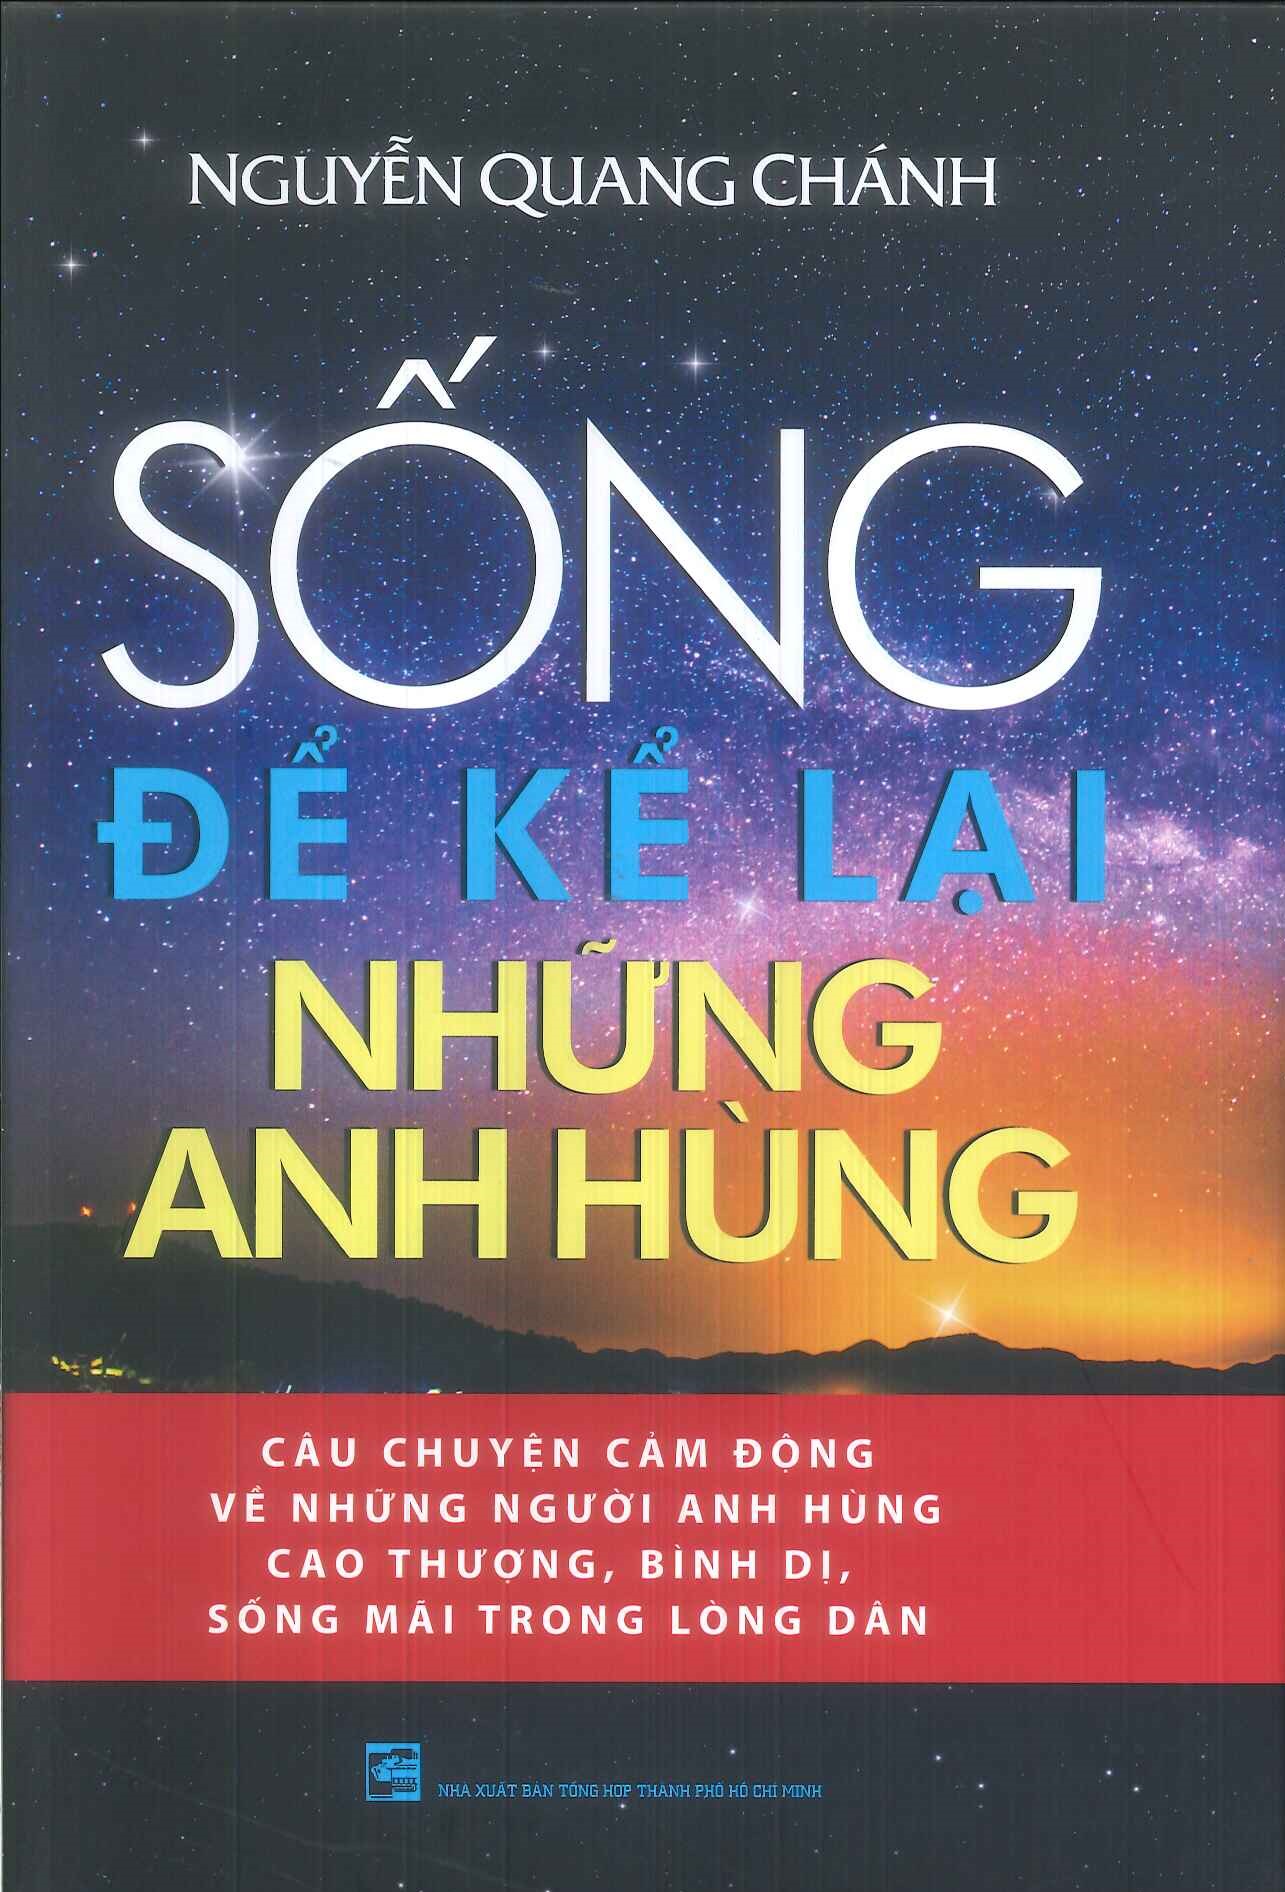 NGUYỄN QUANG CHÁNH
SỐNG
ĐỂ KỂ LẠI
NHỮNG
ANH HÙNG
CÂU CHUYỆN CẢM ĐỘNG
VỀ NHỮNG NGƯỜI ANH HÙNG
CAO THƯỢNG, BÌNH DỊ,
SỐNG MÃI TRONG LÒNG DÂN
NHÀ XUẤT BẢN TỔNG HỢP THÀNH PHỐ HỒ CHÍ MINH